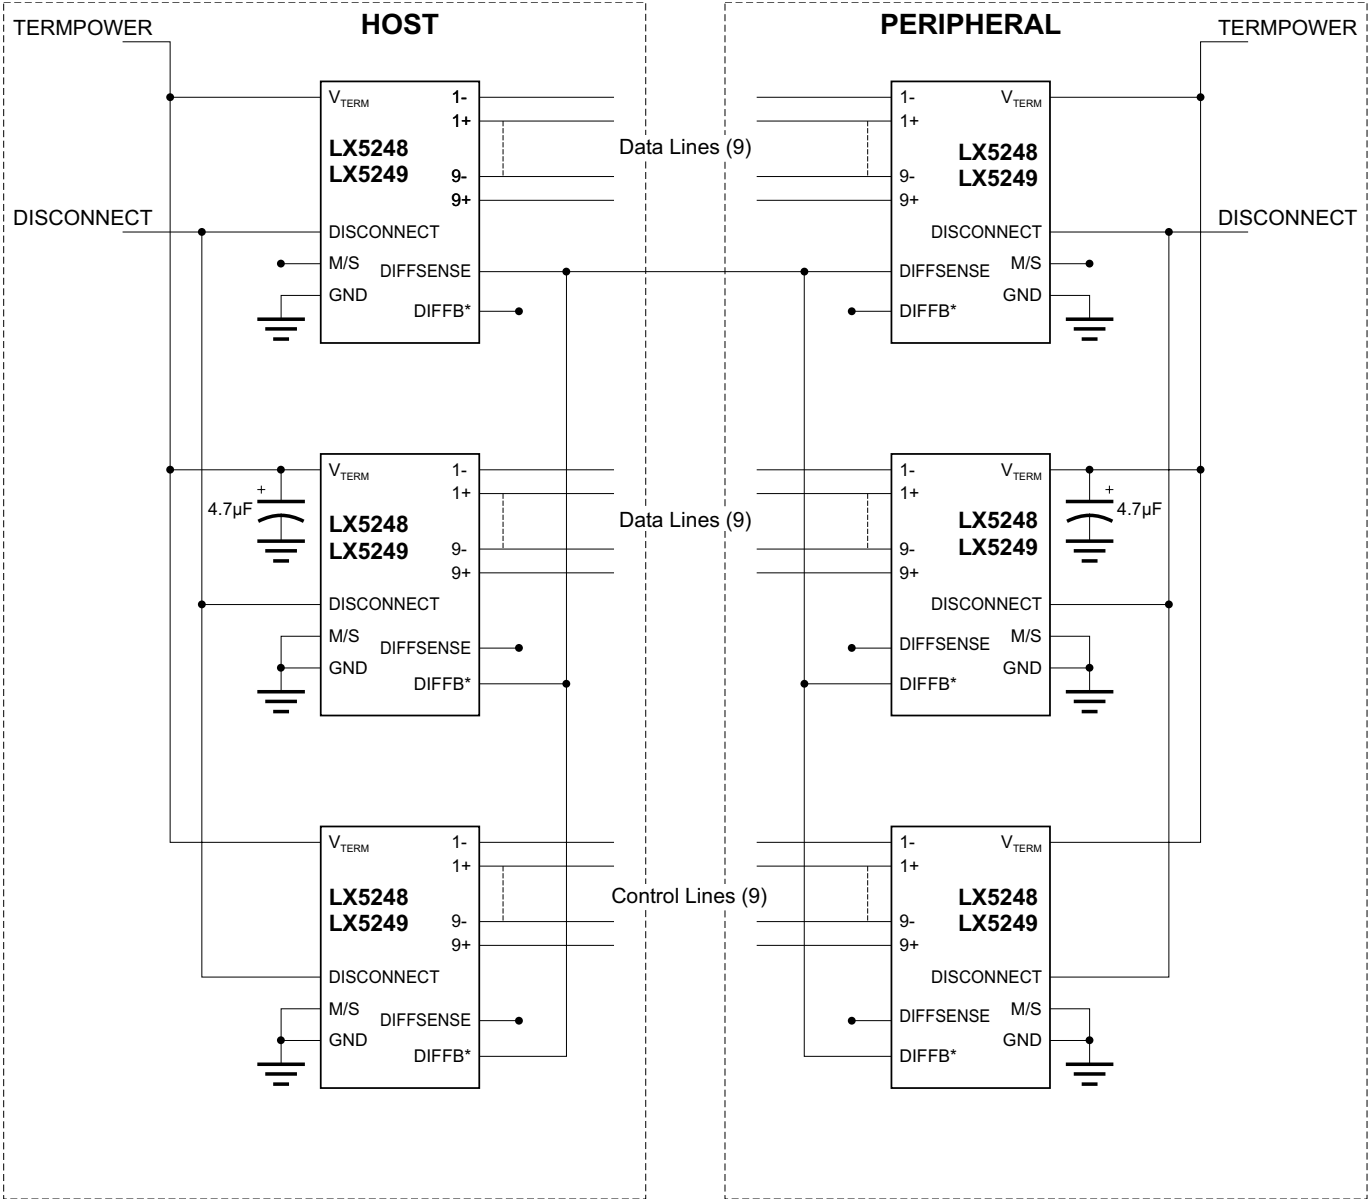 HOST
PERIPHERAL
TERMPOWER
TERMPOWER
VTERM
1-
1+
LX5248
LX5249
9-
9+
DISCONNECT
DISCONNECT
M/S
DIFFSENSE
GND
DIFFB*
Data Lines (9)
1-
VTERM
1+
LX5248
LX5249
9-
9+
DISCONNECT
DISCONNECT
DIFFSENSE
M/S
GND
DIFFB*
VTERM
1-
1+
+
4.7µF
LX5248
LX5249
9-
9+
DISCONNECT
M/S
DIFFSENSE
GND
DIFFB*
Data Lines (9)
1-
VTERM
1+
+
4.7µF
LX5248
LX5249
9-
9+
DISCONNECT
M/S
DIFFSENSE
GND
DIFFB*
VTERM
1-
1+
LX5248
LX5249
9-
9+
DISCONNECT
M/S
DIFFSENSE
GND
DIFFB*
Control Lines (9)
1-
VTERM
1+
LX5248
LX5249
9-
9+
DISCONNECT
M/S
DIFFSENSE
GND
DIFFB*